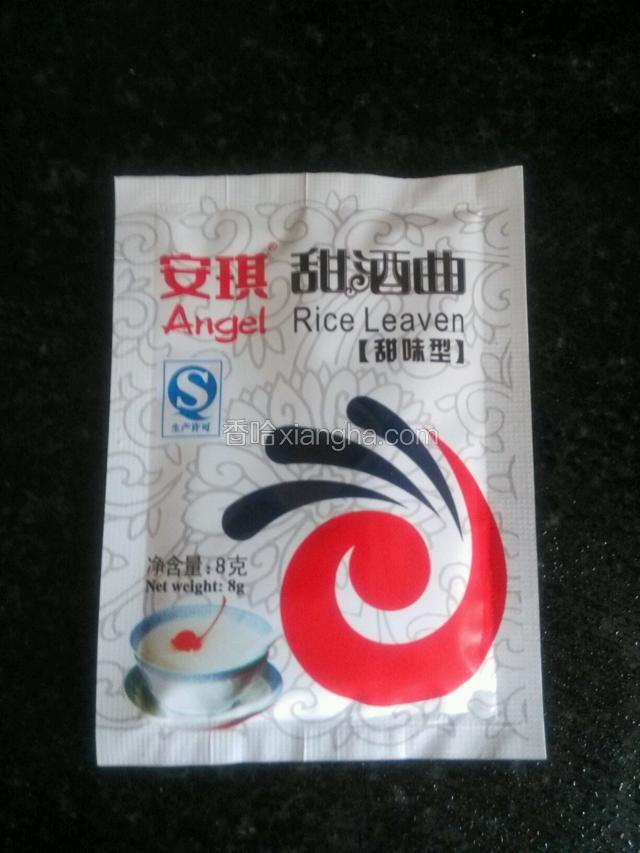 安琪® 甜酒曲
Angel Rice Leaven
【甜味型】
生产许可
香哈xiangha.com
净含量:8克
Net weight: 8g